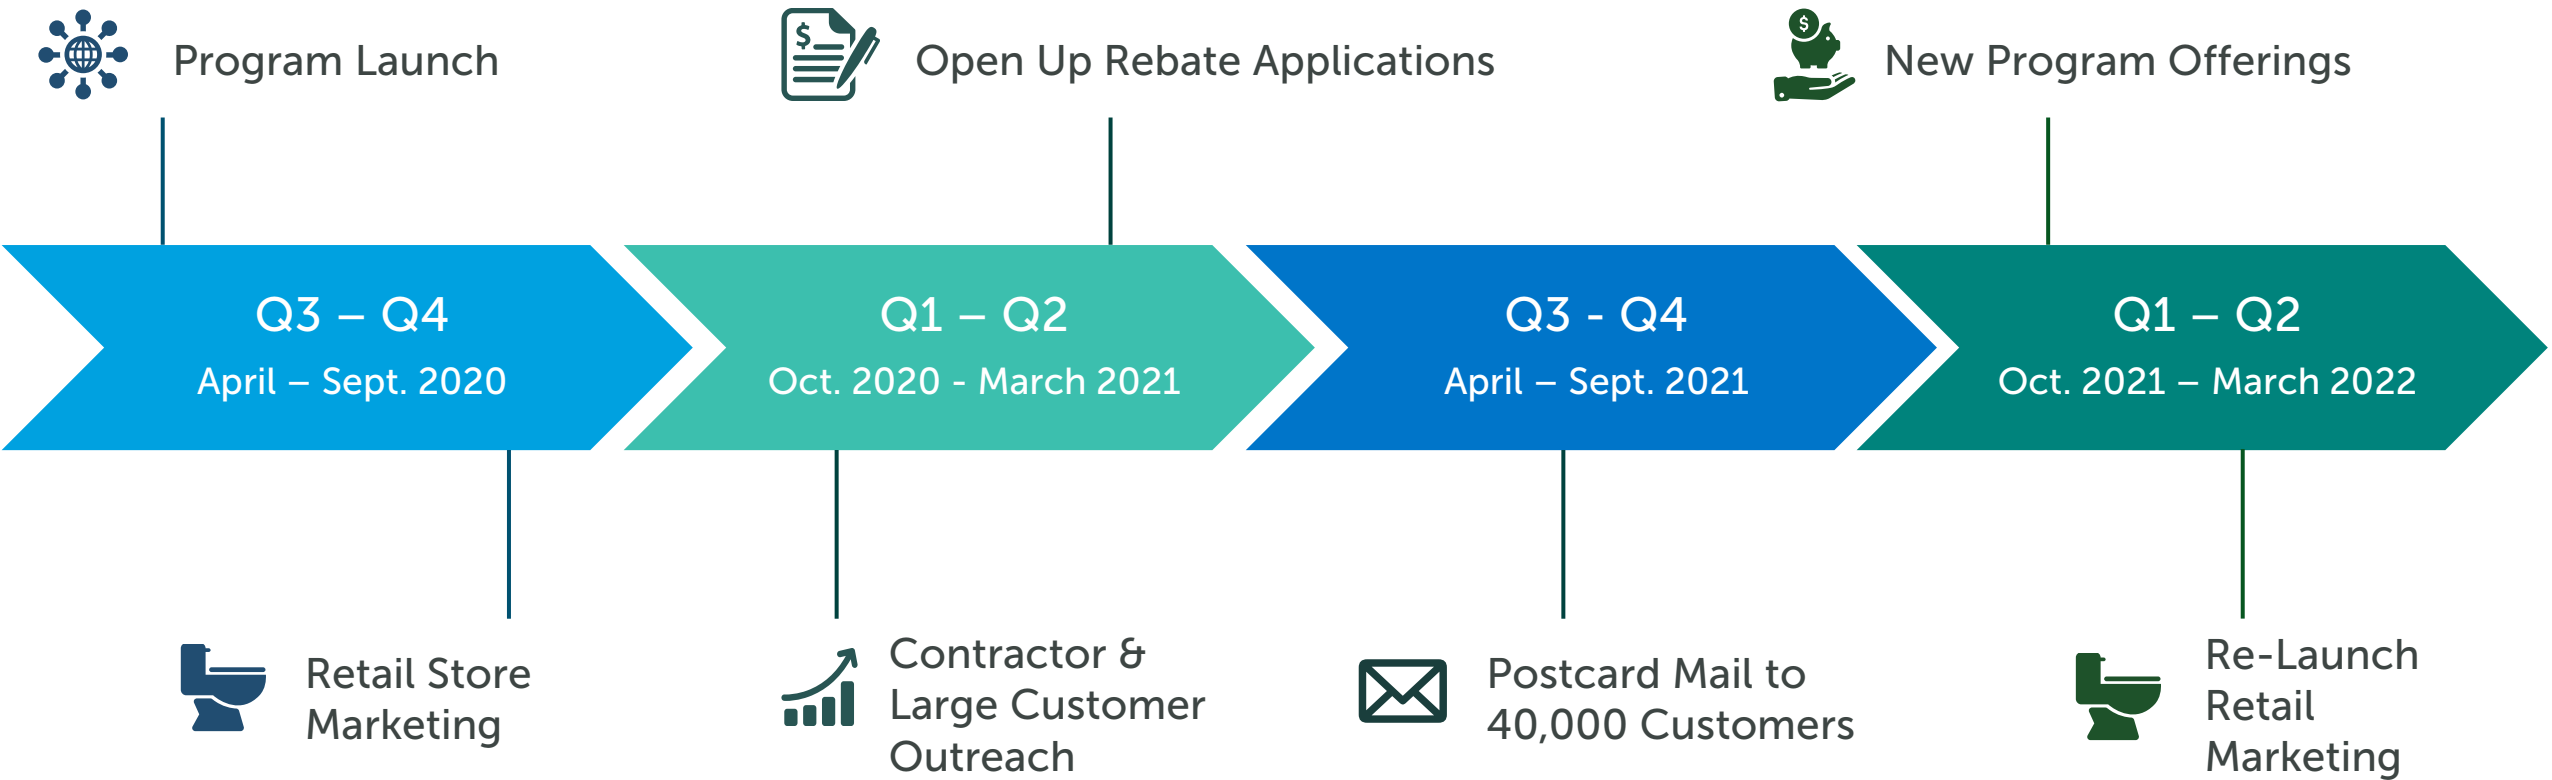 Program Launch
Open Up Rebate Applications
New Program Offerings
Q3 – Q4
April – Sept. 2020
Q1 – Q2
Oct. 2020 - March 2021
Q3 - Q4
April – Sept. 2021
Q1 – Q2
Oct. 2021 – March 2022
Retail Store
Marketing
Contractor &
Large Customer
Outreach
Postcard Mail to
40,000 Customers
Re-Launch
Retail
Marketing